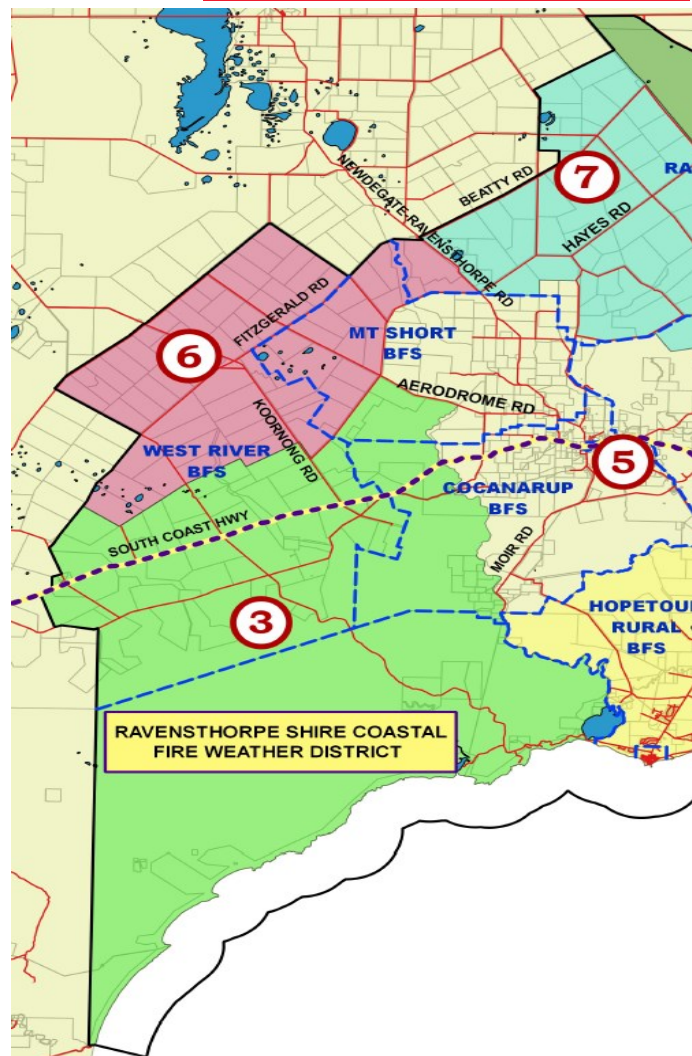 7
RA
BEATTY RD
NEWDEGATE-RAVENSTHORPE RD
HAYES RD
FITZGERALD RD
6
MT SHORT
BFS
AERODROME RD
KOORNONG RD
WEST RIVER
BFS
5
COCANARUP
BFS
SOUTH COAST HWY
MOIR RD
3
HOPETOU
RURAL
BFS
RAVENSTHORPE SHIRE COASTAL
FIRE WEATHER DISTRICT